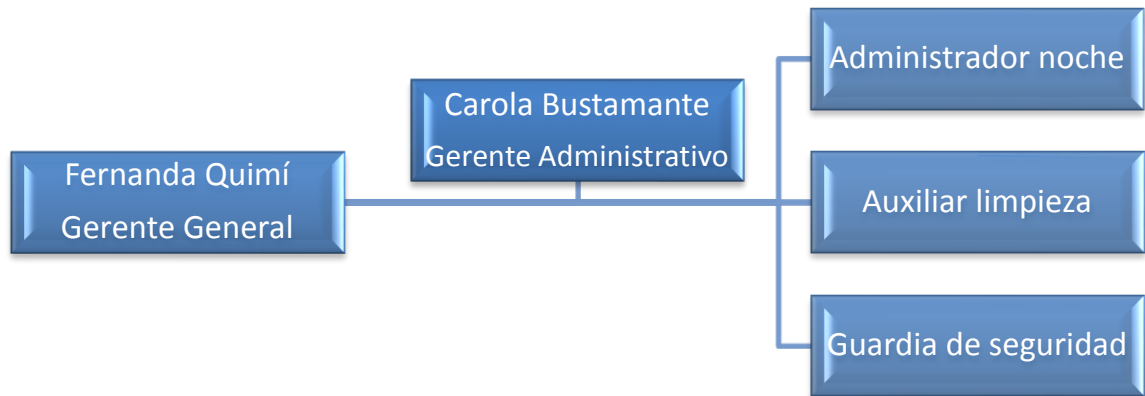 Fernanda Quimí
Gerente General
Carola Bustamante
Gerente Administrativo
Administrador noche
Auxiliar limpieza
Guardia de seguridad